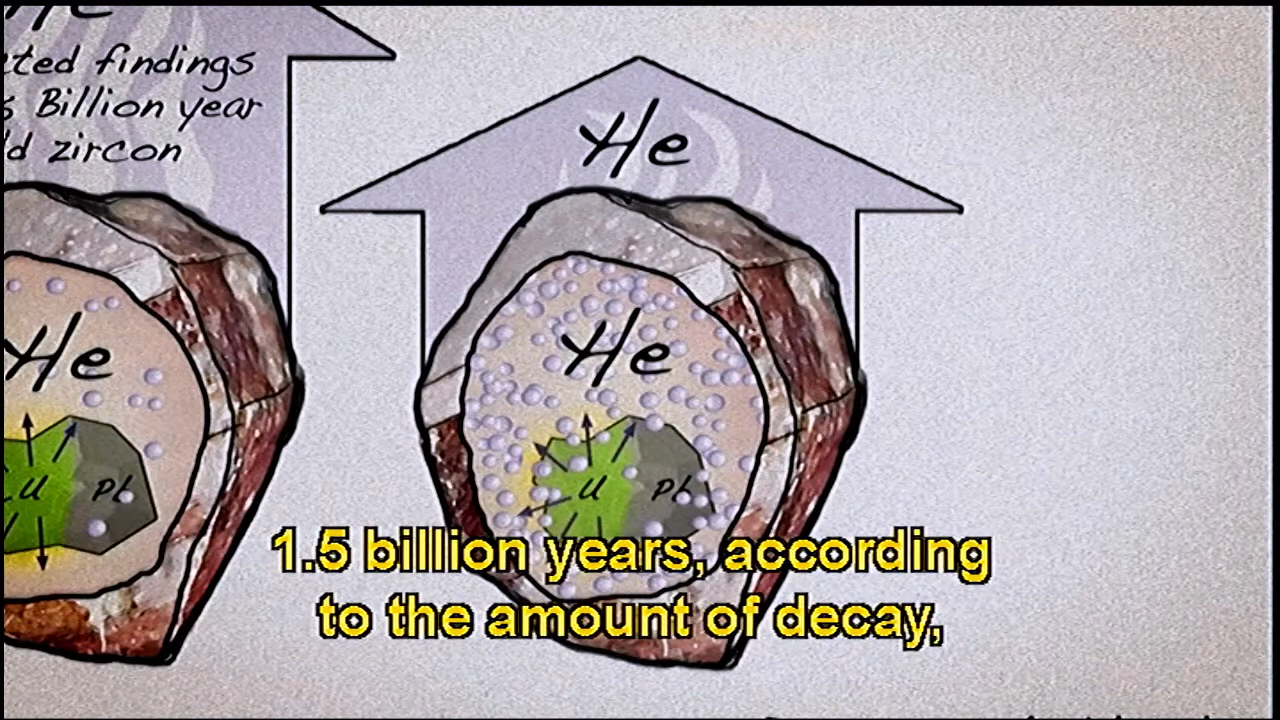 He
findings
Billion year
zircon
He
He
He
U Pb
U Pb
1.5 billion years, according
to the amount of decay,